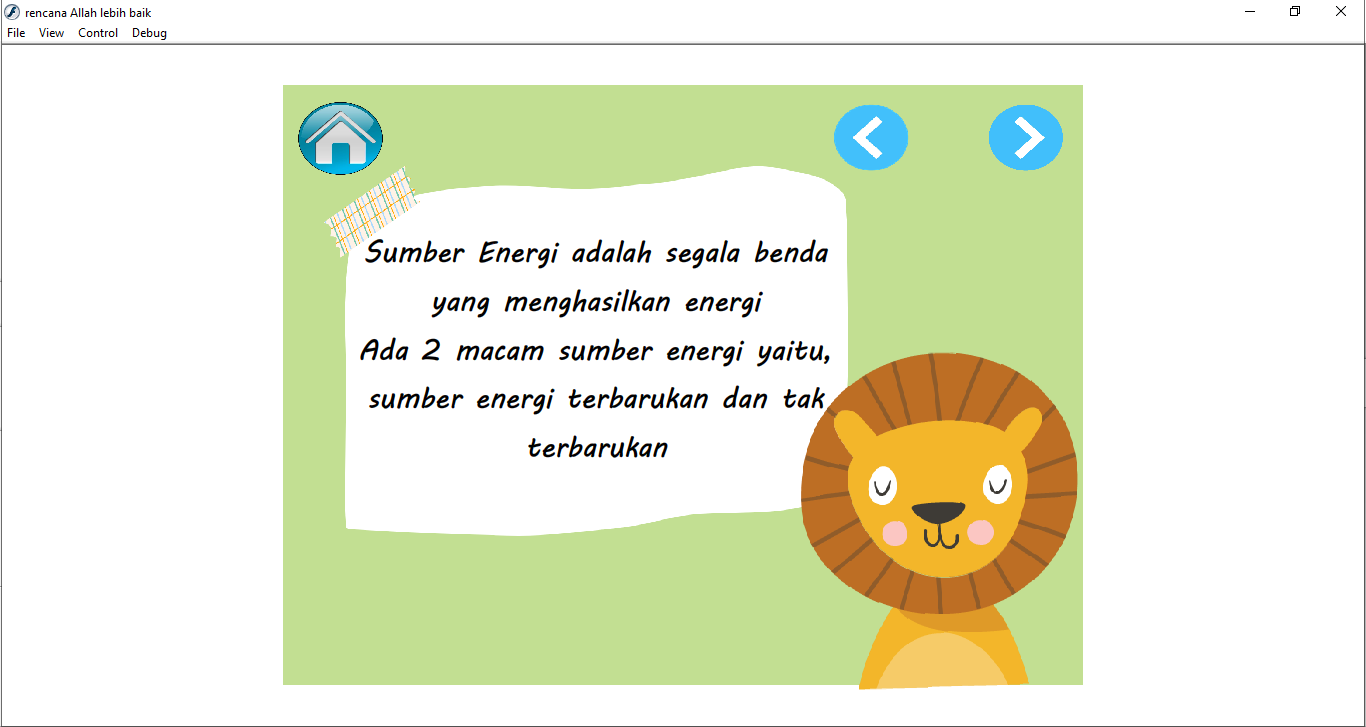 rencana Allah lebih baik
File View Control Debug
Sumber Energi adalah segala benda
yang menghasilkan energi
Ada 2 macam sumber energi yaitu,
sumber energi terbarukan dan tak
terbarukan